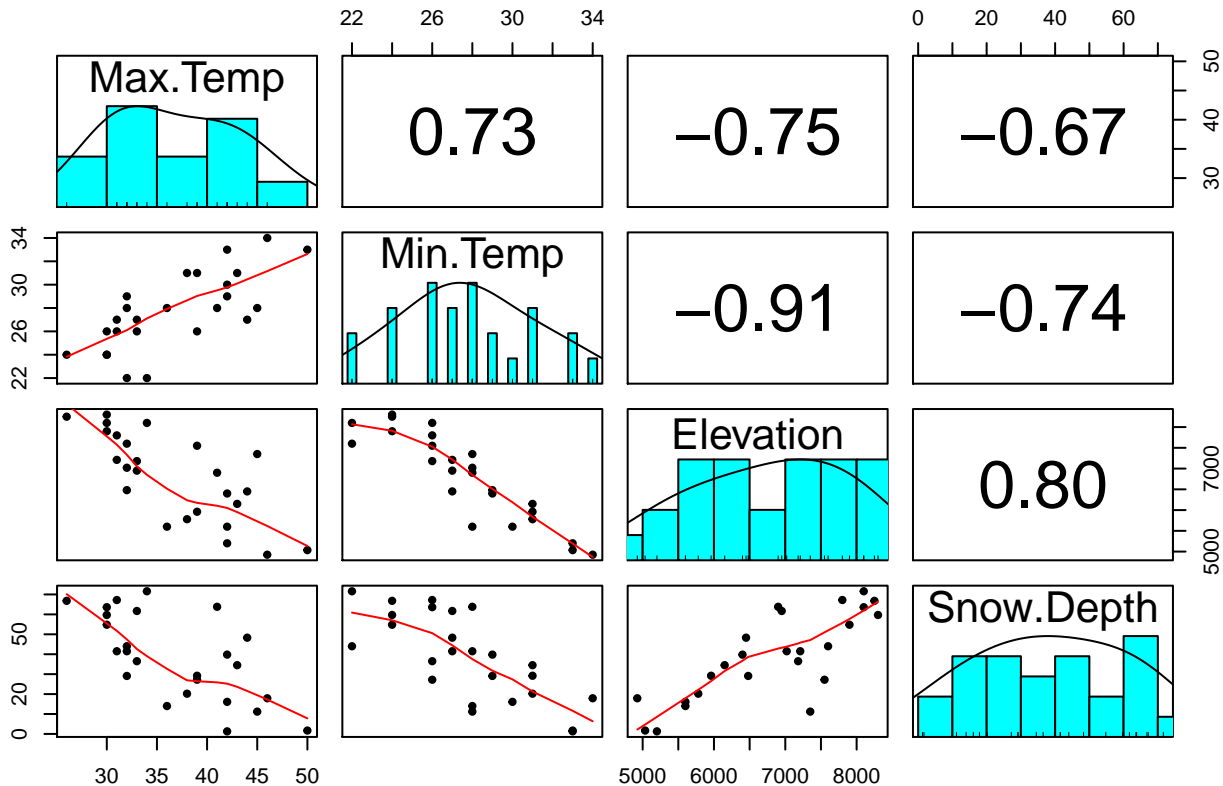 22 26 30 34 0 20 40 60
Max.Temp 0.73 −0.75 −0.67 30 40 50
22 26 30 34 Min.Temp −0.91 −0.74
Elevation 0.80 5000 7000
0 20 50 Snow.Depth
30 35 40 45 50 5000 6000 7000 8000